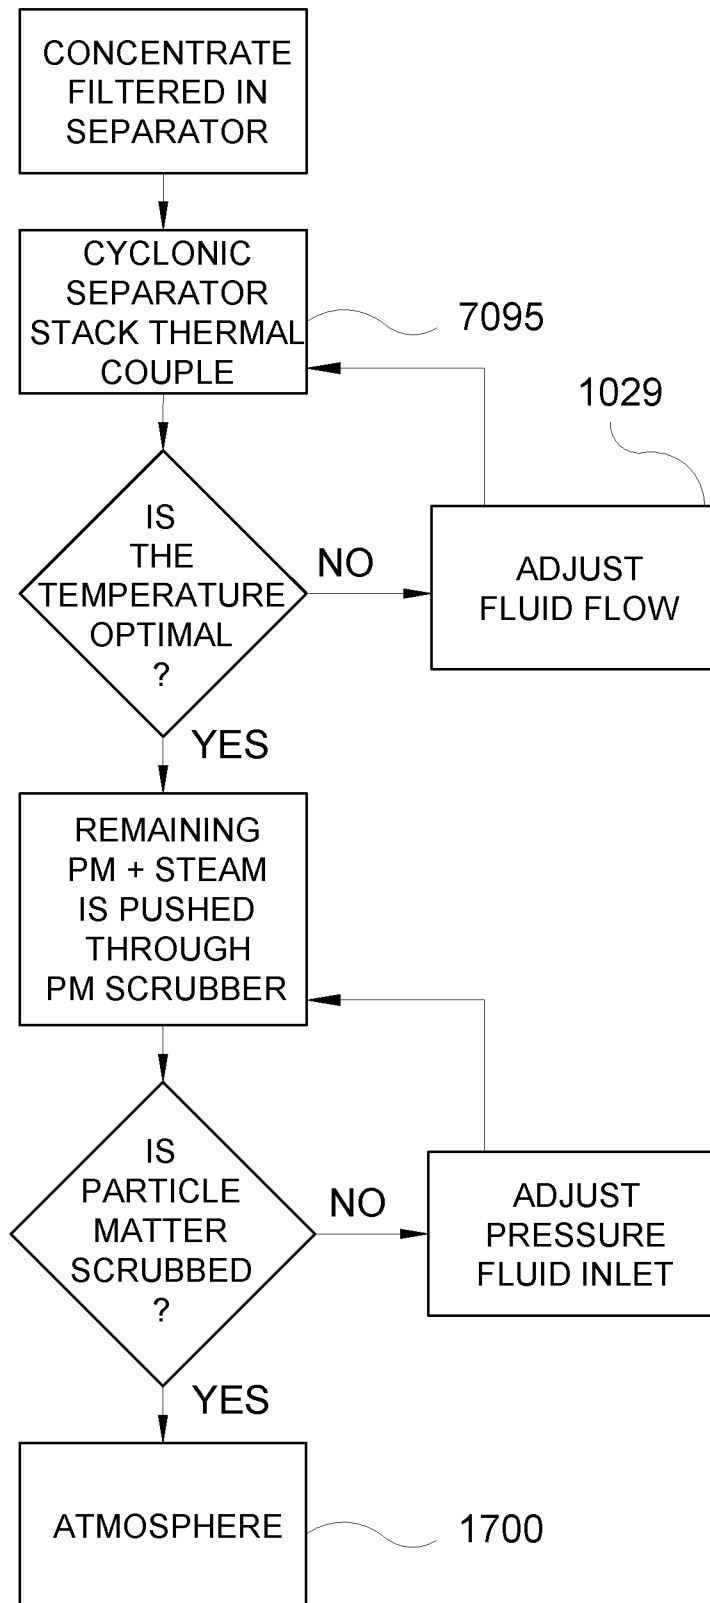 CONCENTRATE
FILTERED IN
SEPARATOR
CYCLONIC
SEPARATOR
STACK THERMAL
COUPLE
7095
1029
IS
THE
TEMPERATURE
OPTIMAL
?
NO
ADJUST
FLUID FLOW
YES
REMAINING
PM + STEAM
IS PUSHED
THROUGH
PM SCRUBBER
IS
PARTICLE
MATTER
SCRUBBED
?
NO
ADJUST
PRESSURE
FLUID INLET
YES
ATMOSPHERE
1700